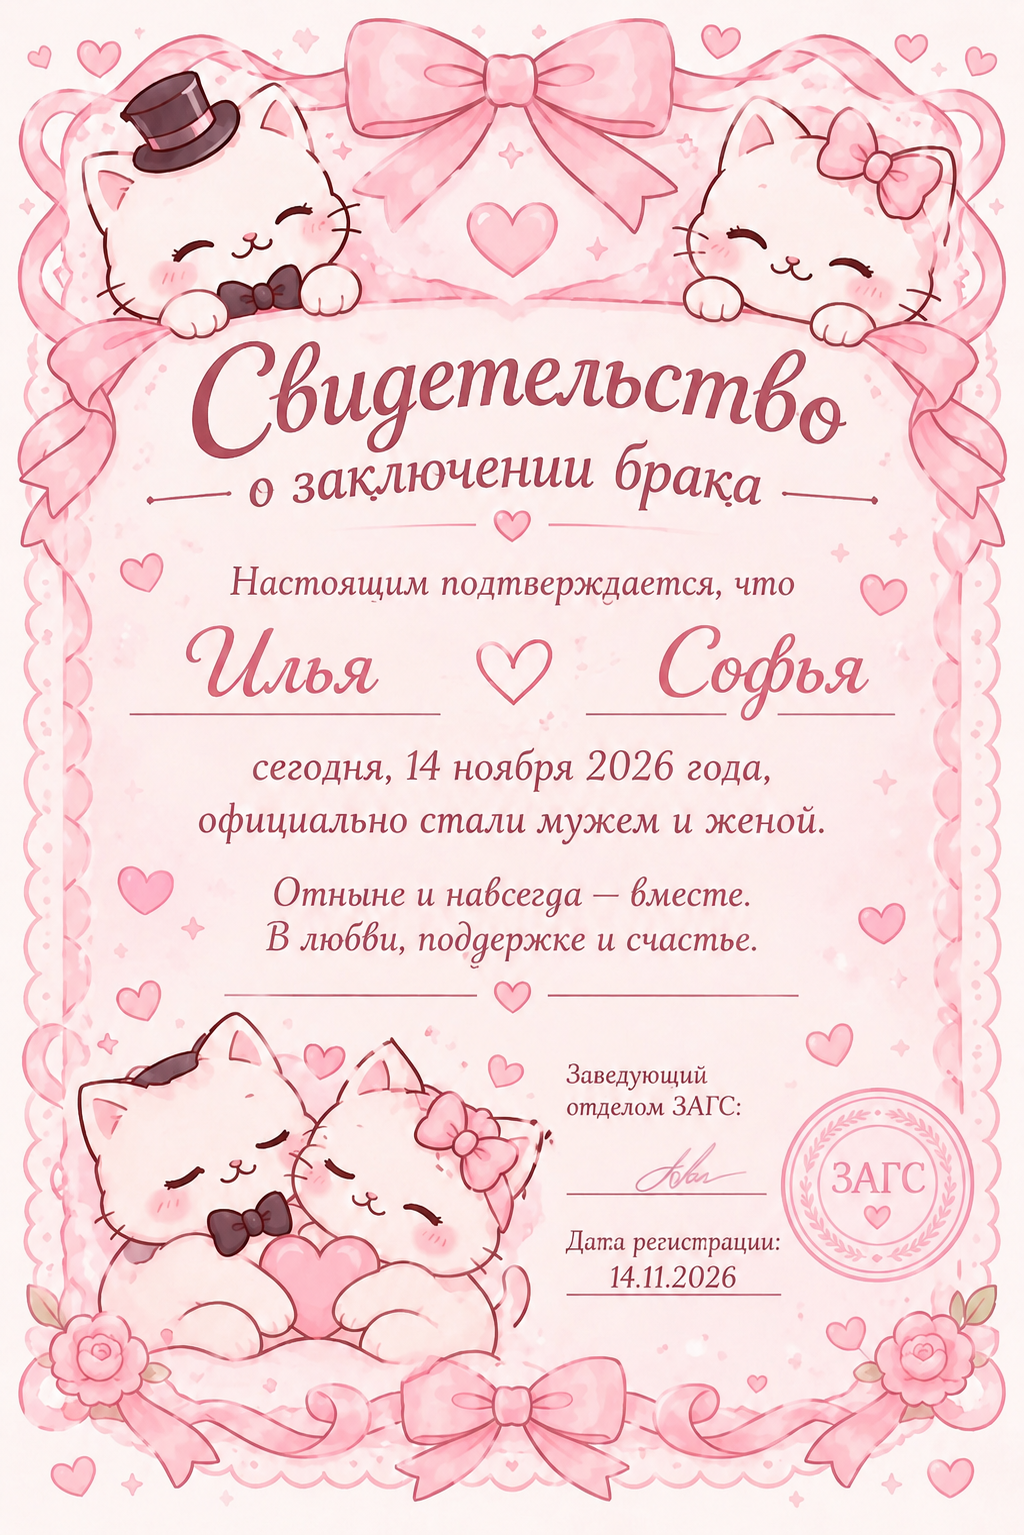 Свидетельство
о заключении брака
Настоящим подтверждается, что
Илья Софья
сегодня, 14 ноября 2026 года,
официально стали мужем и женой.
Отныне и навсегда — вместе.
В любви, поддержке и счастье.
Заведующий
отделом ЗАГС:
ЗАГС
Дата регистрации:
14.11.2026